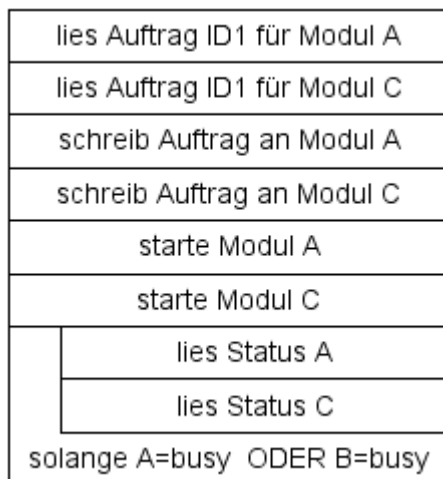 lies Auftrag ID1 für Modul A
lies Auftrag ID1 für Modul C
schreib Auftrag an Modul A
schreib Auftrag an Modul C
starte Modul A
starte Modul C
lies Status A
lies Status C
solange A=busy ODER B=busy